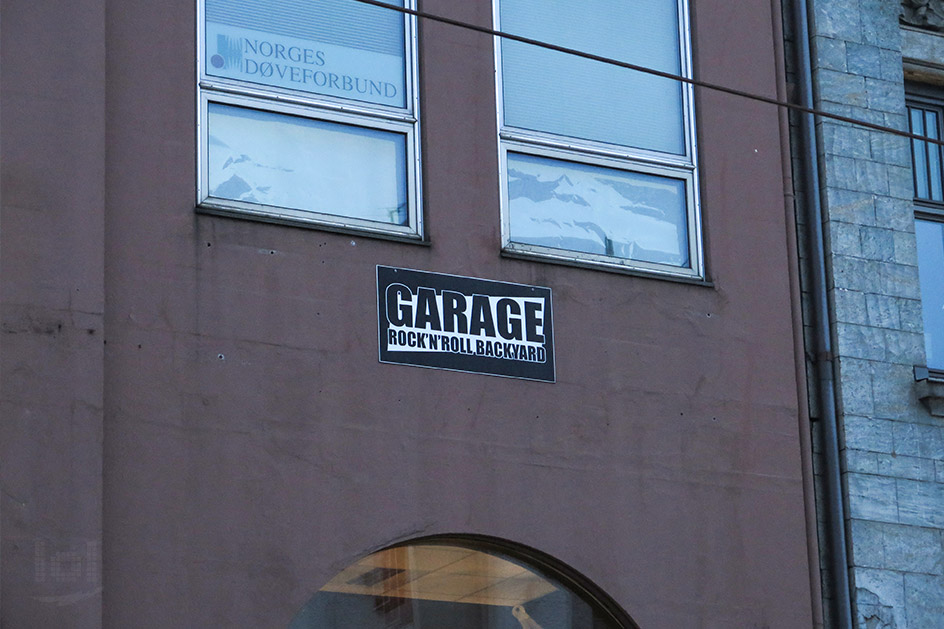 NORGES
DØVEFORBUND
GARAGE
ROCK'N'ROLL BACKYARD